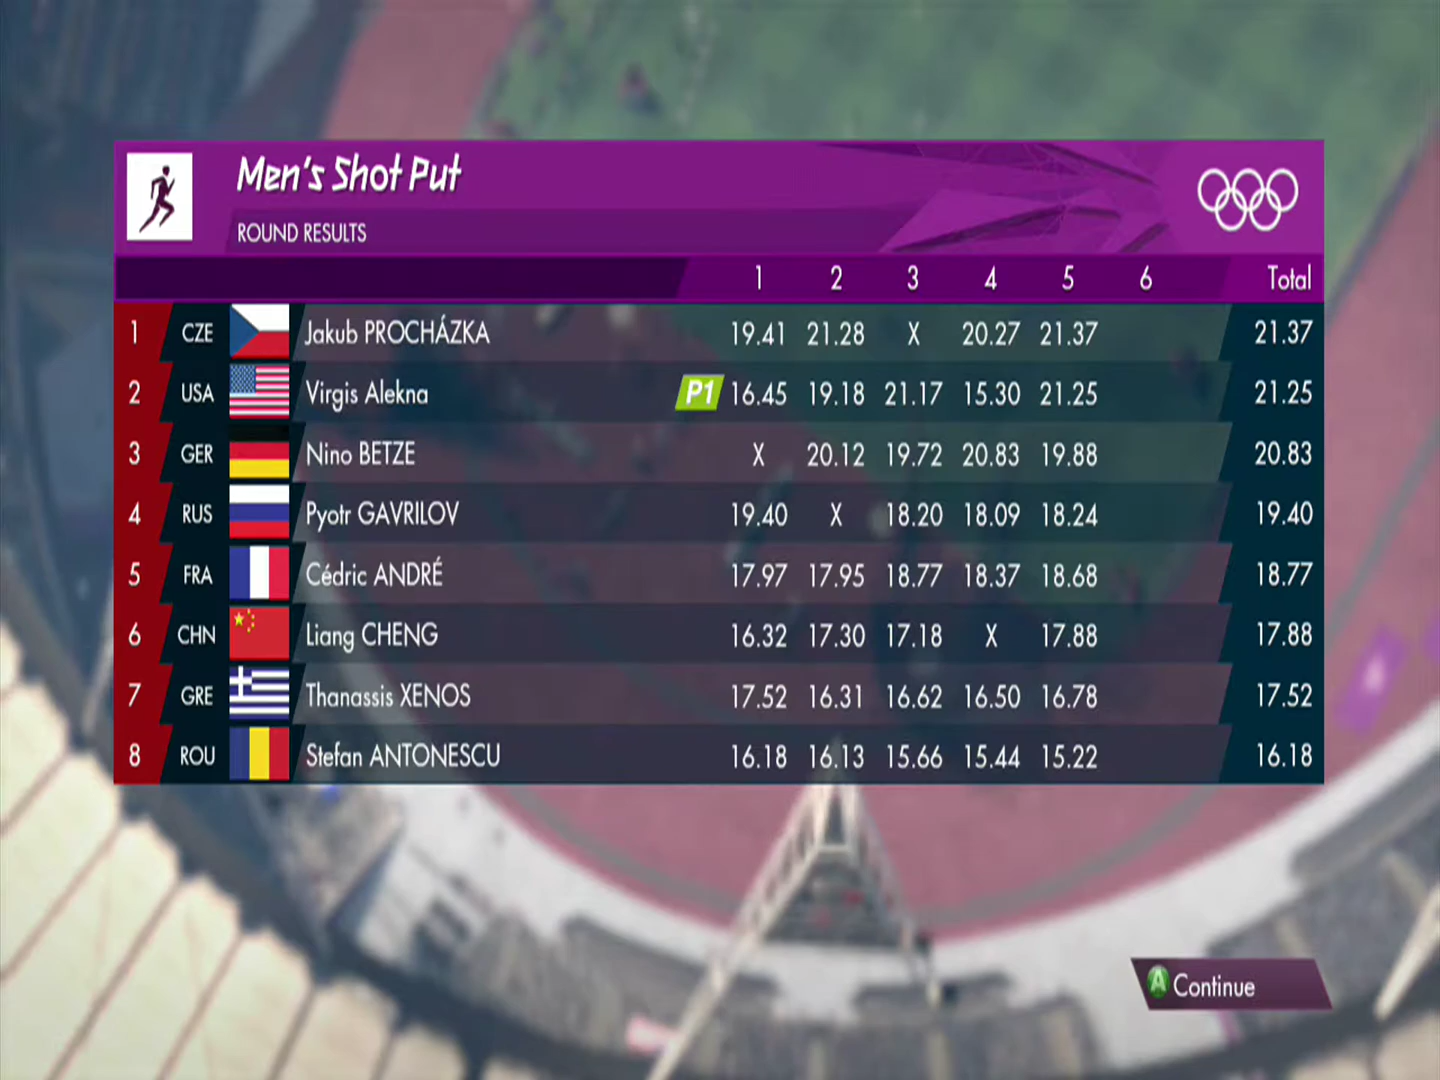 Men's Shot Put
ROUND RESULTS
1 2 3 4 5 6 Total
1 CZE Jakub PROCHÁZKA 19.41 21.28 X 20.27 21.37 21.37
2 USA Virgis Alekna P1 16.45 19.18 21.17 15.30 21.25 21.25
3 GER Nino BETZE X 20.12 19.72 20.83 19.88 20.83
4 RUS Pyotr GAVRILOV 19.40 X 18.20 18.09 18.24 19.40
5 FRA Cédric ANDRÉ 17.97 17.95 18.77 18.37 18.68 18.77
6 CHN Liang CHENG 16.32 17.30 17.18 X 17.88 17.88
7 GRE Thanassis XENOS 17.52 16.31 16.62 16.50 16.78 17.52
8 ROU Stefan ANTONESCU 16.18 16.13 15.66 15.44 15.22 16.18
A Continue